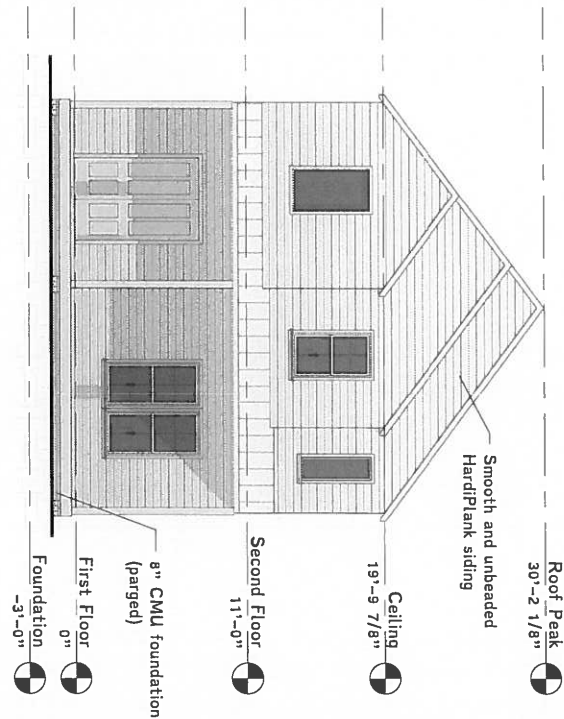 Roof Peak
30'-2 1/8"
Smooth and unbeaded
HardiPlank siding
Ceiling
19'-9 7/8"
Second Floor
11'-0"
8" CMU foundation
(parged)
First Floor
0"
Foundation
-3'-0"